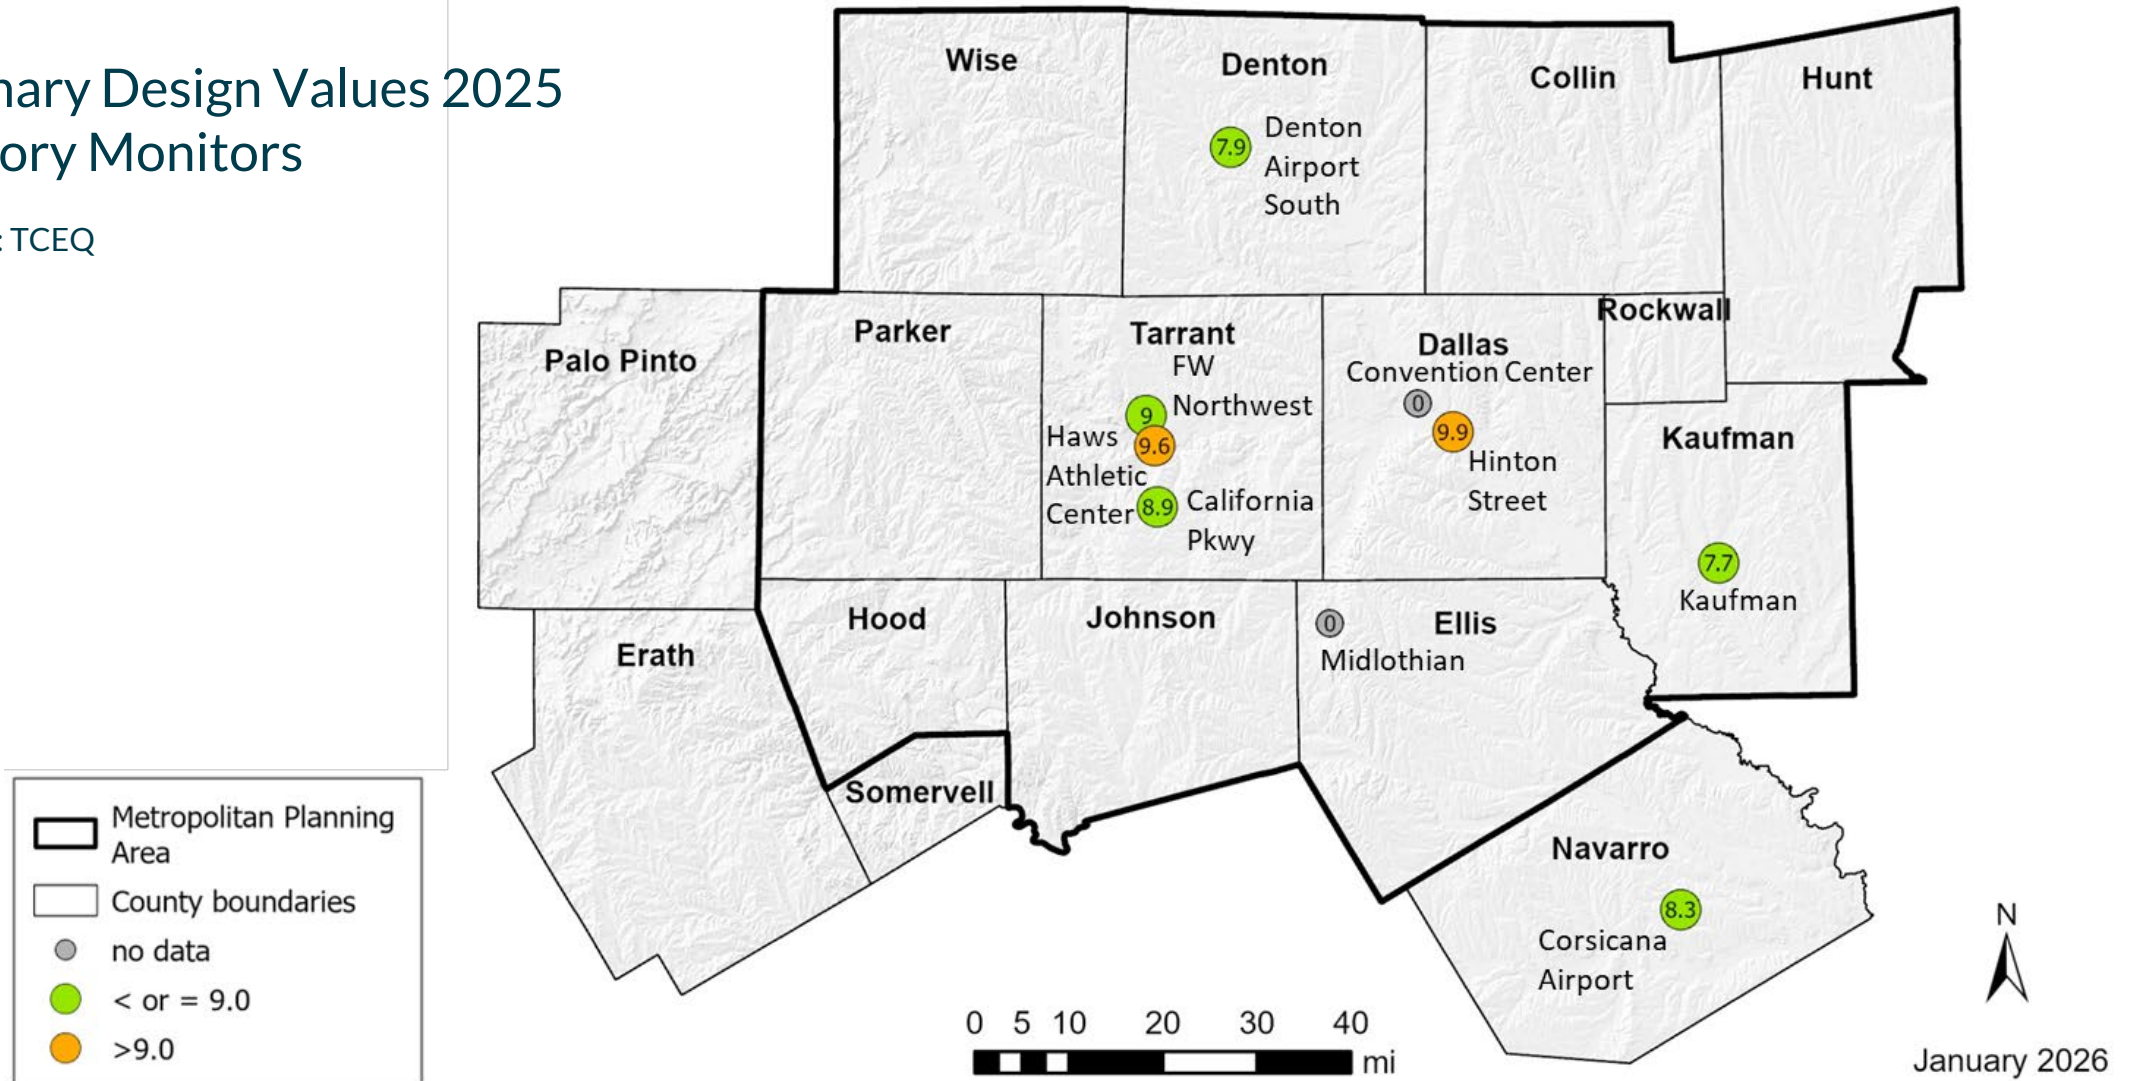 nary Design Values 2025
ory Monitors
: TCEQ
Wise
Denton
Collin
Hunt
7.9
Denton
Airport
South
Palo Pinto
Parker
Tarrant
FW
Northwest
9
Haws
Athletic
Center
9.6
8.9
California
Pkwy
Dallas
Convention Center
0
9.9
Hinton
Street
Rockwall
Kaufman
7.7
Kaufman
Erath
Hood
Johnson
0
Midlothian
Ellis
Somervell
Navarro
8.3
Corsicana
Airport
Metropolitan Planning
Area
County boundaries
no data
< or = 9.0
>9.0
0 5 10 20 30 40
mi
N
January 2026